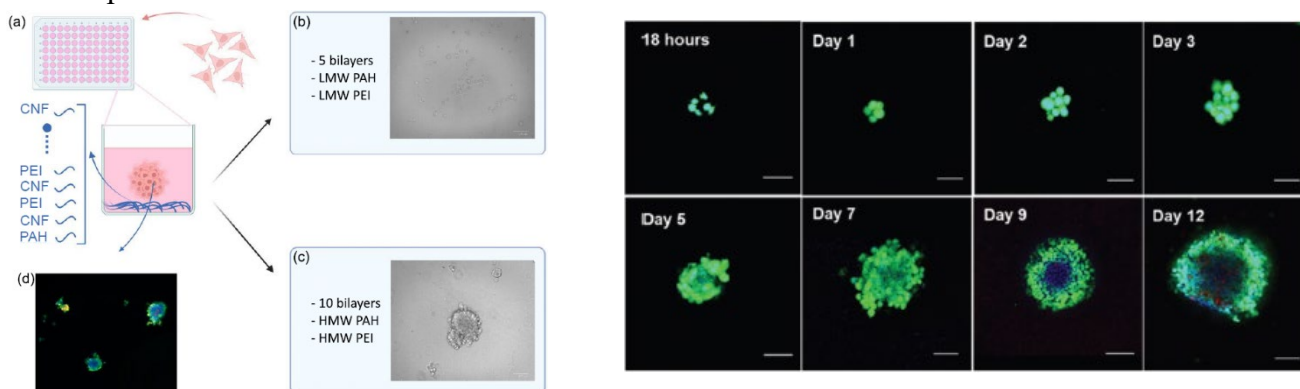 (a)
CNF
PEI
CNF
PEI
CNF
PAH
(b)
- 5 bilayers
- LMW PAH
- LMW PEI
(c)
- 10 bilayers
- HMW PAH
- HMW PEI
(d)
18 hours
Day 1
Day 2
Day 3
Day 5
Day 7
Day 9
Day 12